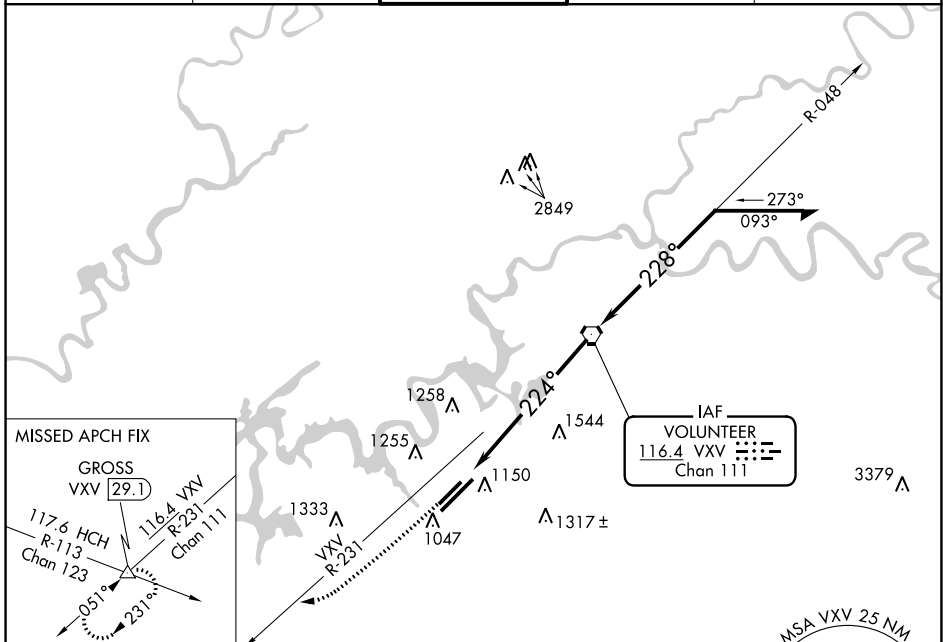 R-048
273°
093°
2849
228°
224°
1258
1544
1255
IAF
VOLUNTEER
116.4 VXV
Chan 111
3379
1150
1333
1317 ±
1047
VXV
R-231
MISSED APCH FIX
GROSS
VXV 29.1
117.6 HCH
R-113
Chan 123
116.4 VXV
R-231
Chan 111
051°
231°
MSA VXV 25 NM